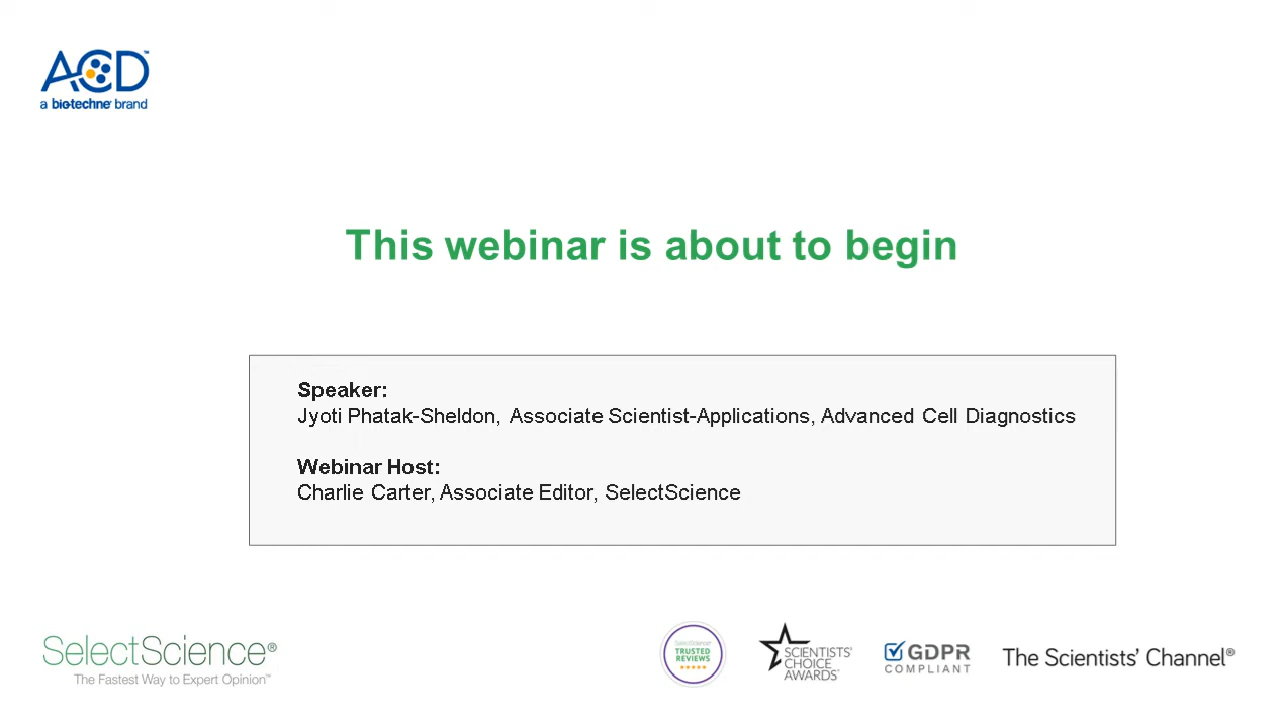 ACD™
a biotechne® brand
This webinar is about to begin
Speaker:
Jyoti Phatak-Sheldon, Associate Scientist-Applications, Advanced Cell Diagnostics
Webinar Host:
Charlie Carter, Associate Editor, SelectScience
SelectScience®
The Fastest Way to Expert Opinion™
SelectScience®
TRUSTED
REVIEWS
SCIENTISTS'
CHOICE
AWARDS
GDPR
COMPLIANT
The Scientists' Channel®